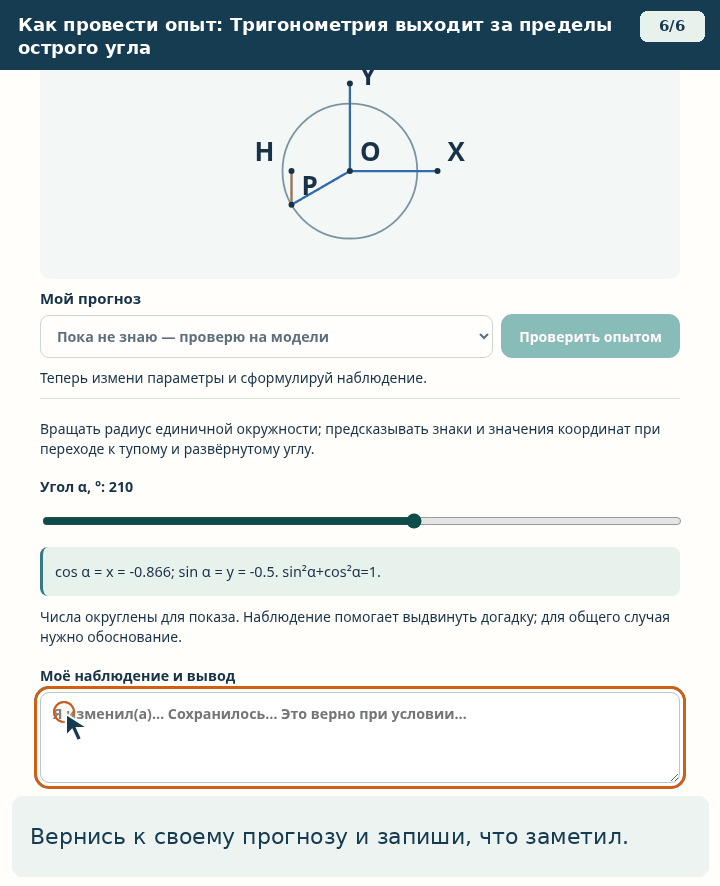 Как провести опыт: Тригонометрия выходит за пределы
острого угла
6/6
Y
H
O
X
P
Мой прогноз
Пока не знаю — проверю на модели
Проверить опытом
Теперь измени параметры и сформулируй наблюдение.
Вращать радиус единичной окружности; предсказывать знаки и значения координат при
переходе к тупому и развёрнутому углу.
Угол α, °: 210
cos α = x = -0.866; sin α = y = -0.5. sin²α+cos²α=1.
Числа округлены для показа. Наблюдение помогает выдвинуть догадку; для общего случая
нужно обоснование.
Моё наблюдение и вывод
Я изменил(а)... Сохранилось... Это верно при условии...
Вернись к своему прогнозу и запиши, что заметил.